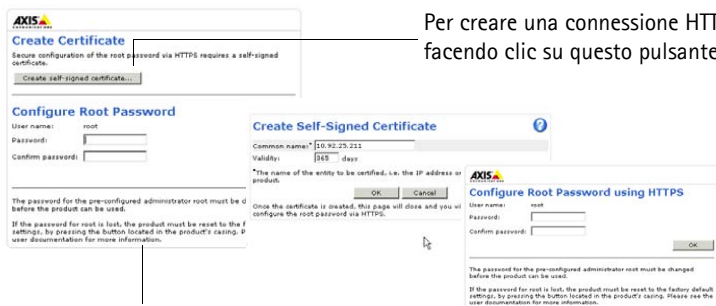 Per creare una connessione HTT
facendo clic su questo pulsante
AXIS
COMMUNICATIONS
Create Certificate
Secure configuration of the root password via HTTPS requires a self-signed
certificate.
Create self-signed certificate...
Configure Root Password
User name: root
Password:
Confirm password:
The password for the pre-configured administrator root must be
before the product can be used.
If the password for root is lost, the product must be reset to the
settings, by pressing the button located in the product's casing.
user documentation for more information.
Create Self-Signed Certificate
Common name:* 10.92.25.211
Validity: 365 days
*The name of the entity to be certified, i.e. the IP address or
product.
OK Cancel
Once the certificate is created, this page will close and you
configure the root password via HTTPS.
AXIS
COMMUNICATIONS
Configure Root Password using HTTPS
User name: root
Password:
Confirm password:
OK
The password for the pre-configured administrator root must be changed
before the product can be used.
If the password for root is lost, the product must be reset to the factory default
settings, by pressing the button located in the product's casing. Please see the
user documentation for more information.